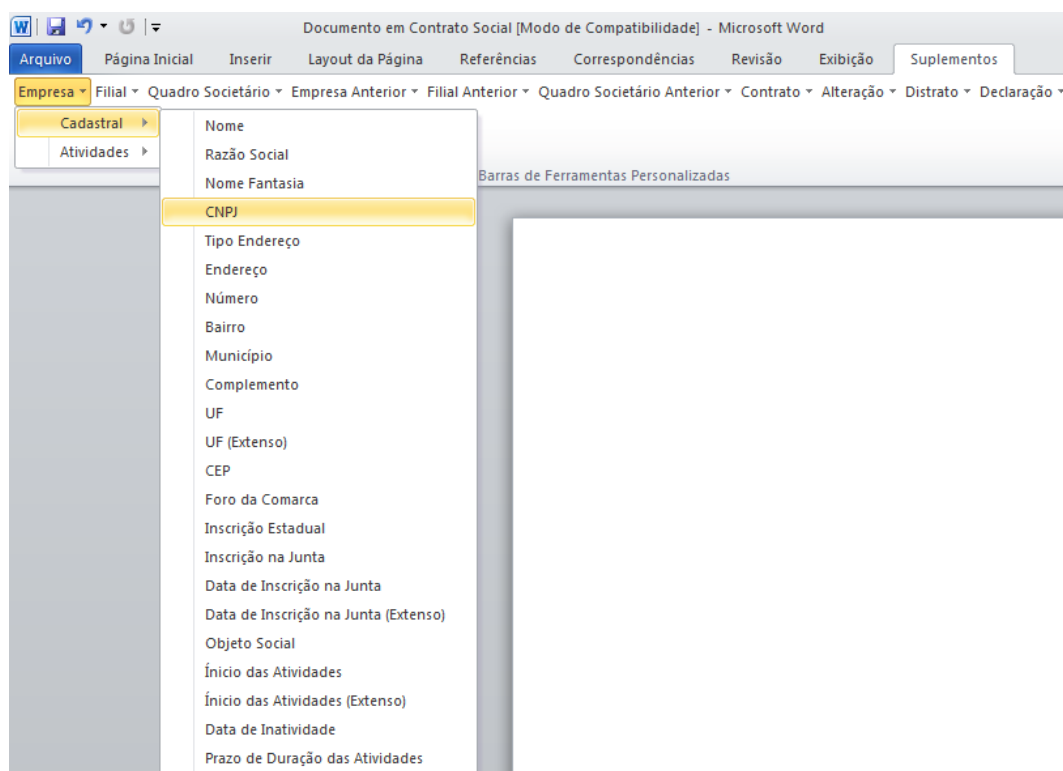 W
Documento em Contrato Social [Modo de Compatibilidade] - Microsoft Word
Arquivo Página Inicial Inserir Layout da Página Referências Correspondências Revisão Exibição Suplementos
Empresa Filial Quadro Societário Empresa Anterior Filial Anterior Quadro Societário Anterior Contrato Alteração Distrato Declaração
Cadastral
Atividades
Barras de Ferramentas Personalizadas
Nome
Razão Social
Nome Fantasia
CNPJ
Tipo Endereço
Endereço
Número
Bairro
Município
Complemento
UF
UF (Extenso)
CEP
Foro da Comarca
Inscrição Estadual
Inscrição na Junta
Data de Inscrição na Junta
Data de Inscrição na Junta (Extenso)
Objeto Social
Ínicio das Atividades
Ínicio das Atividades (Extenso)
Data de Inatividade
Prazo de Duração das Atividades